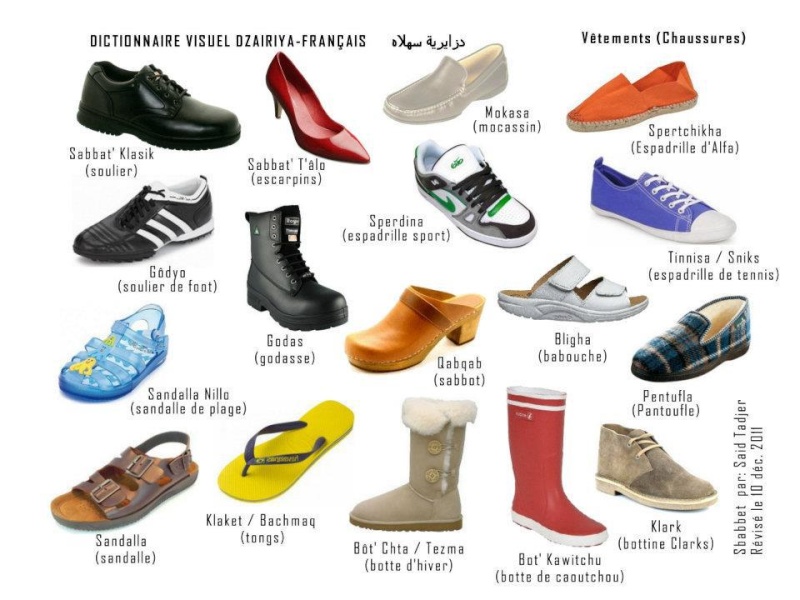 DICTIONNAIRE VISUEL DZAIRIYA-FRANÇAIS
دزايرية سهلاه
Vêtements (Chaussures)
Sabbat' Klasik
(soulier)
Sabbat' T'âlo
(escarpins)
Mokasa
(mocassin)
Spertchikha
(Espadrille d'Alfa)
Gôdyo
(soulier de foot)
Godas
(godasse)
Sperdina
(espadrille sport)
Tinnisa / Sniks
(espadrille de tennis)
Sandalla Nillo
(sandalle de plage)
Qabqab
(sabbot)
Bligha
(babouche)
Pentufla
(Pantoufle)
Sandalla
(sandalle)
Klaket / Bachmaq
(tongs)
Bôt' Chta / Tezma
(botte d'hiver)
Bot' Kawitchu
(botte de caoutchou)
Klark
(bottine Clarks)
Sbabbet par: Said Tadjer
Révisé le 10 déc. 2011